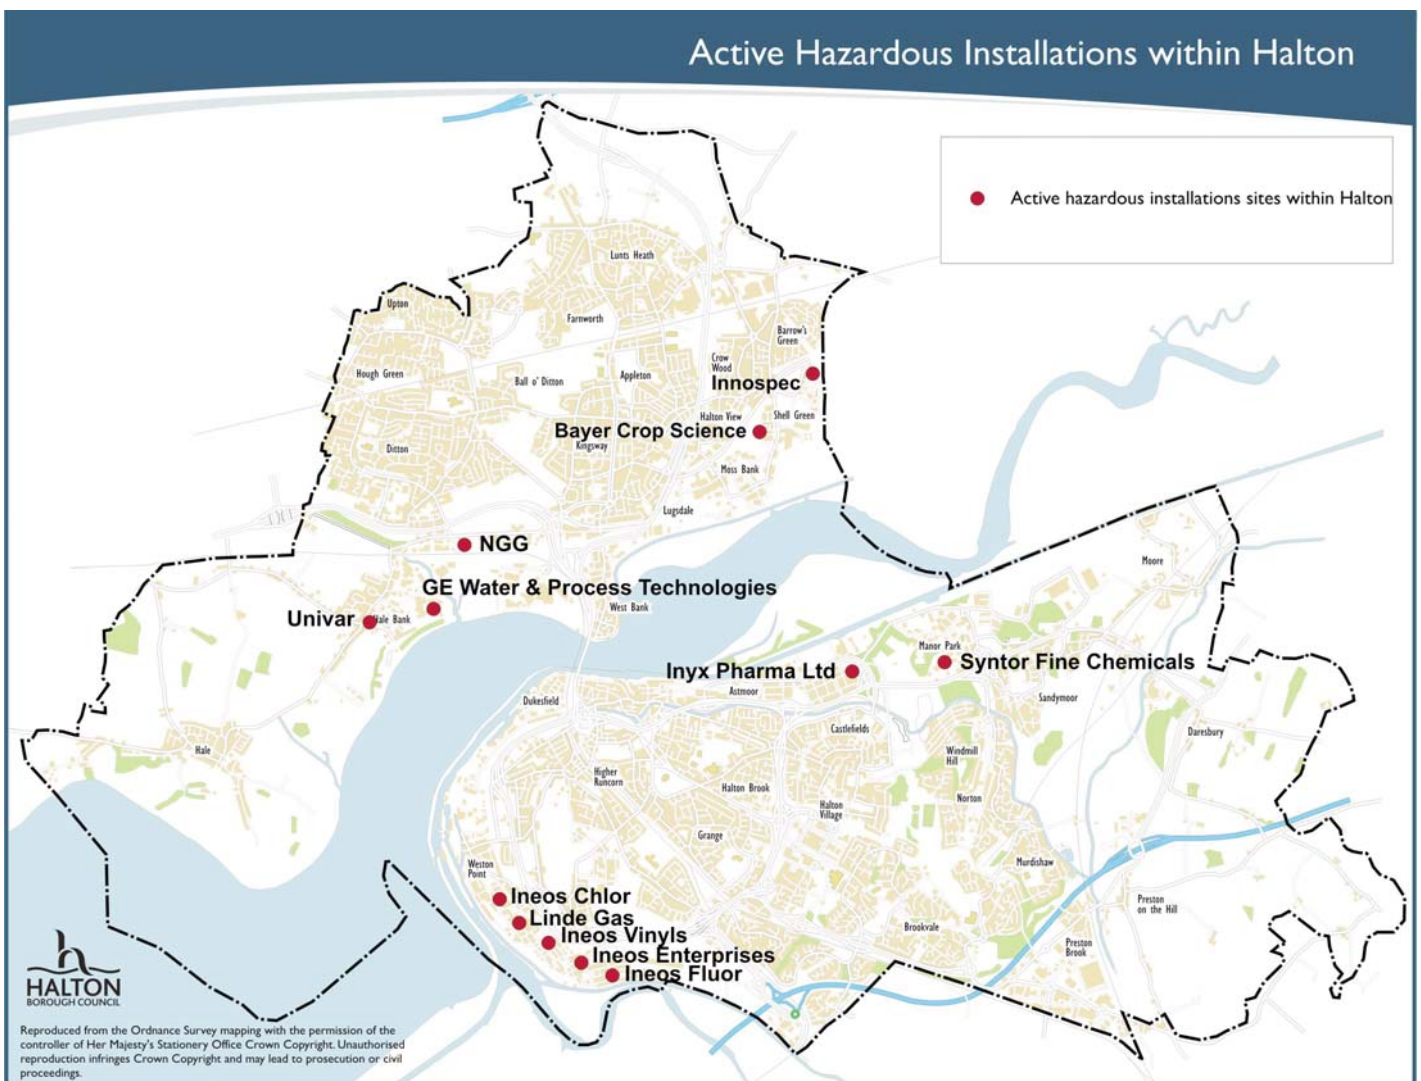 Active Hazardous Installations within Halton
Active hazardous installations sites within Halton
Lunts Heath
Upton
Farnworth
Barrow's
Green
Crow
Wood
Hough Green
Ball o' Ditton
Appleton
Innospec
Halton View
Shell Green
Bayer Crop Science
Kingsway
Ditton
Moss Bank
Lugsdale
NGG
Moore
GE Water & Process Technologies
West Bank
Univar
Hale Bank
Manor Park
Inyx Pharma Ltd
Syntor Fine Chemicals
Astmoor
Sandymoor
Dukesfield
Castlefields
Daresbury
Hale
Windmill
Hill
Higher
Runcorn
Halton Brook
Norton
Halton
Village
Grange
Murdishaw
Weston
Point
Ineos Chlor
Preston
on the Hill
Linde Gas
Brookvale
Ineos Vinyls
Preston
Brook
Ineos Enterprises
Ineos Fluor
HALTON
BOROUGH COUNCIL
Reproduced from the Ordnance Survey mapping with the permission of the
controller of Her Majesty's Stationery Office Crown Copyright. Unauthorised
reproduction infringes Crown Copyright and may lead to prosecution or civil
proceedings.